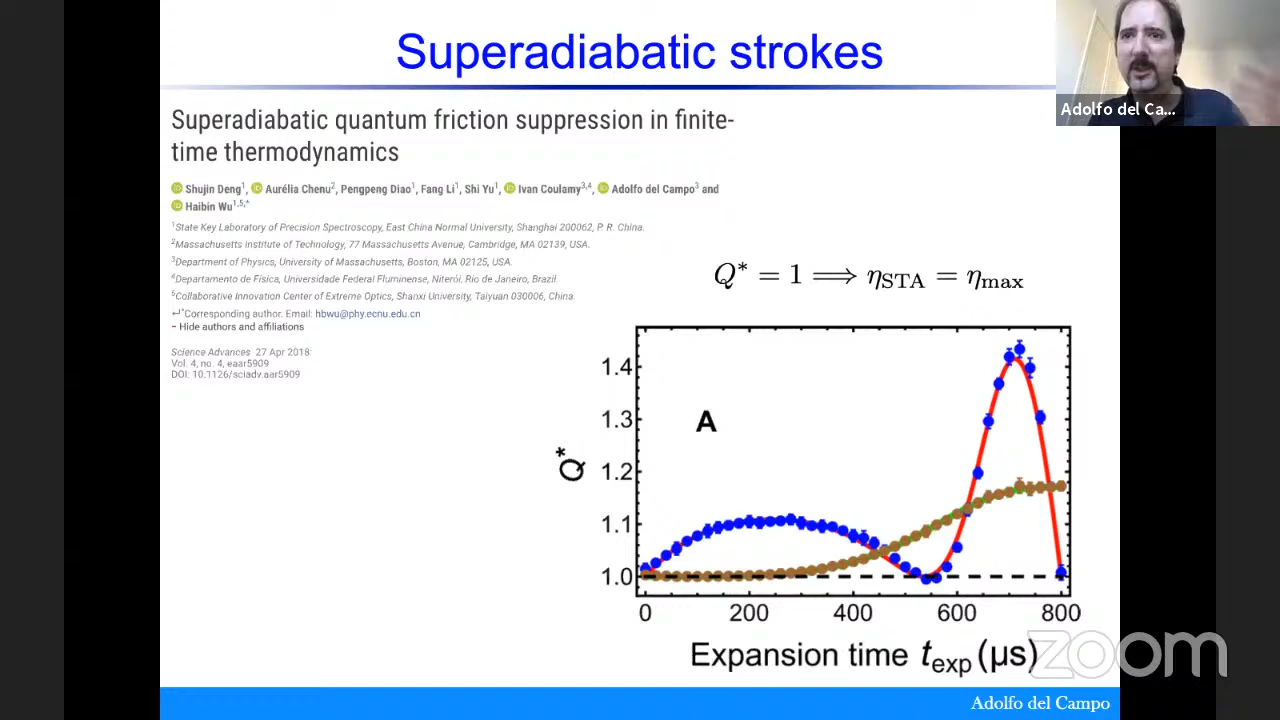 Superadiabatic strokes
Adolfo del Ca...
Superadiabatic quantum friction suppression in finite-
time thermodynamics
Shujin Deng¹, Aurélia Chenu², Pengpeng Diao¹, Fang Li¹, Shi Yu¹, Ivan Coulamy³,⁴, Adolfo del Campo³ and
Haibin Wu¹,⁵,*
¹State Key Laboratory of Precision Spectroscopy, East China Normal University, Shanghai 200062, P. R. China.
²Massachusetts Institute of Technology, 77 Massachusetts Avenue, Cambridge, MA 02139, USA.
³Department of Physics, University of Massachusetts, Boston, MA 02125, USA.
⁴Departamento de Física, Universidade Federal Fluminense, Niterói, Rio de Janeiro, Brazil
⁵Collaborative Innovation Center of Extreme Optics, Shanxi University, Taiyuan 030006, China.
↵*Corresponding author. Email: hbwu@phy.ecnu.edu.cn
- Hide authors and affiliations
Science Advances 27 Apr 2018:
Vol. 4, no. 4, eaar5909
DOI: 10.1126/sciadv.aar5909
Q* = 1 ⟹ η_STA = η_max
A
Q*
1.4
1.3
1.2
1.1
1.0
0 200 400 600 800
Expansion time t_exp (μs)
zoom
Adolfo del Campo